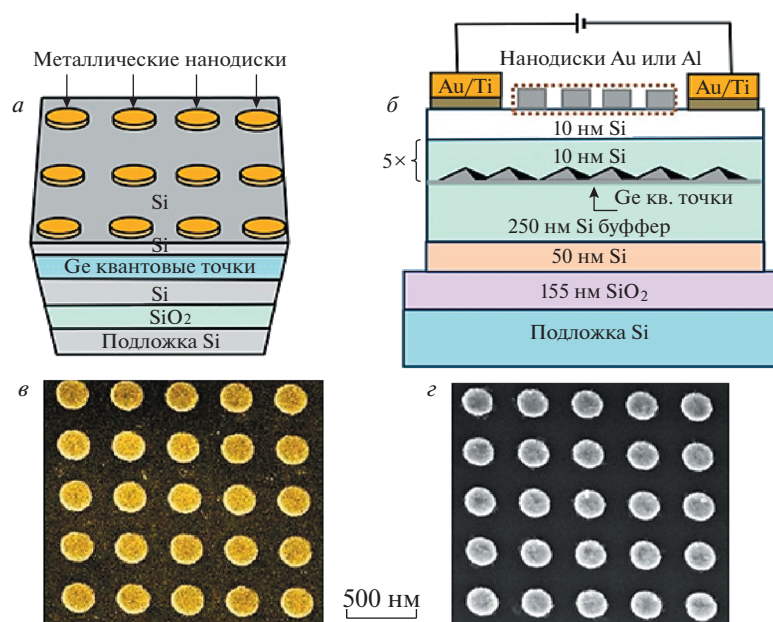 Металлические нанодиски
а
Si
Si
Ge квантовые точки
Si
SiO₂
Подложка Si
б
Нанодиски Au или Al
Au/Ti
Au/Ti
10 нм Si
5×
10 нм Si
Ge кв. точки
250 нм Si буффер
50 нм Si
155 нм SiO₂
Подложка Si
в
г
500 нм